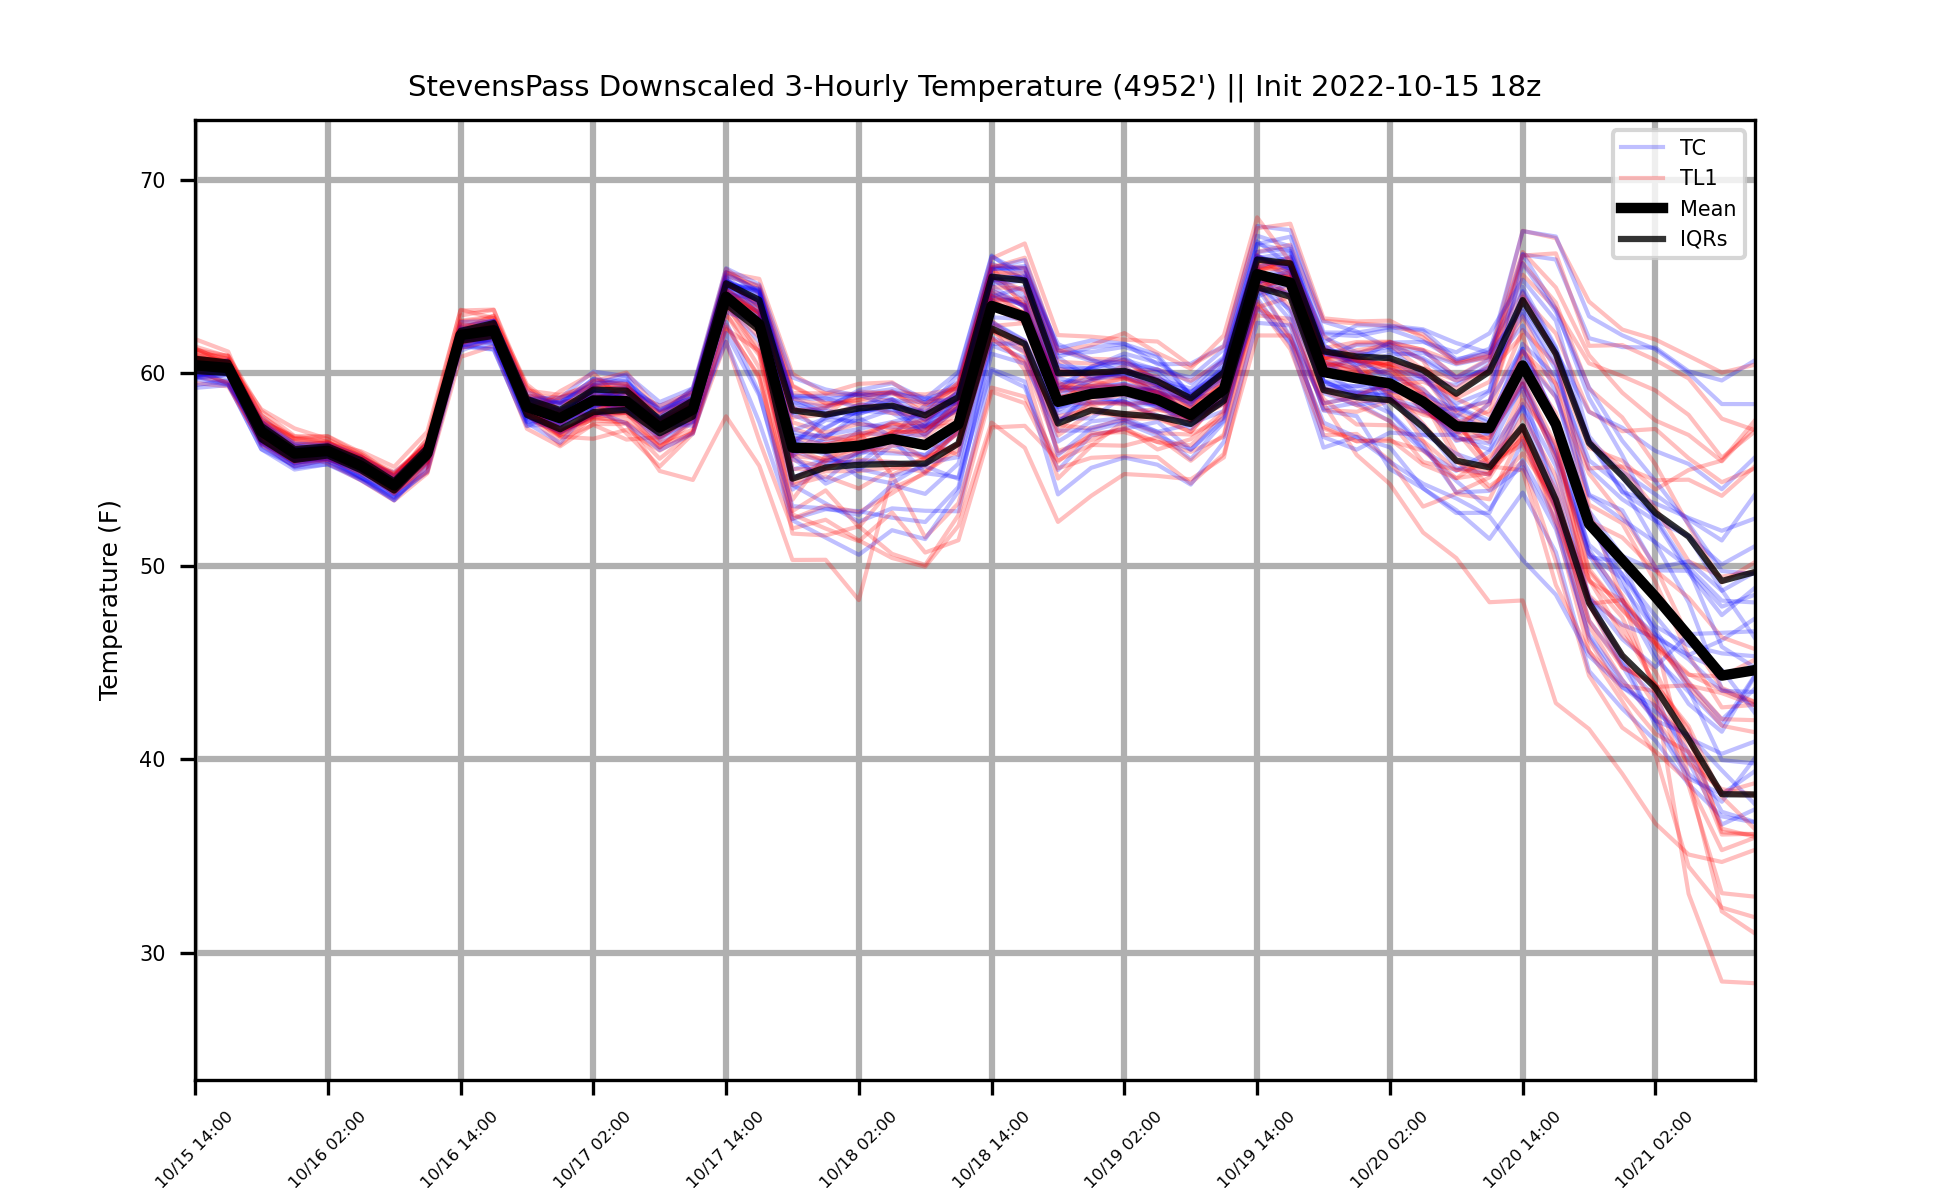 StevensPass Downscaled 3-Hourly Temperature (4952') || Init 2022-10-15 18z
TC
TL1
Mean
IQRs
Temperature (F)
70
60
50
40
30
10/15 14:00
10/16 02:00
10/16 14:00
10/17 02:00
10/17 14:00
10/18 02:00
10/18 14:00
10/19 02:00
10/19 14:00
10/20 02:00
10/20 14:00
10/21 02:00